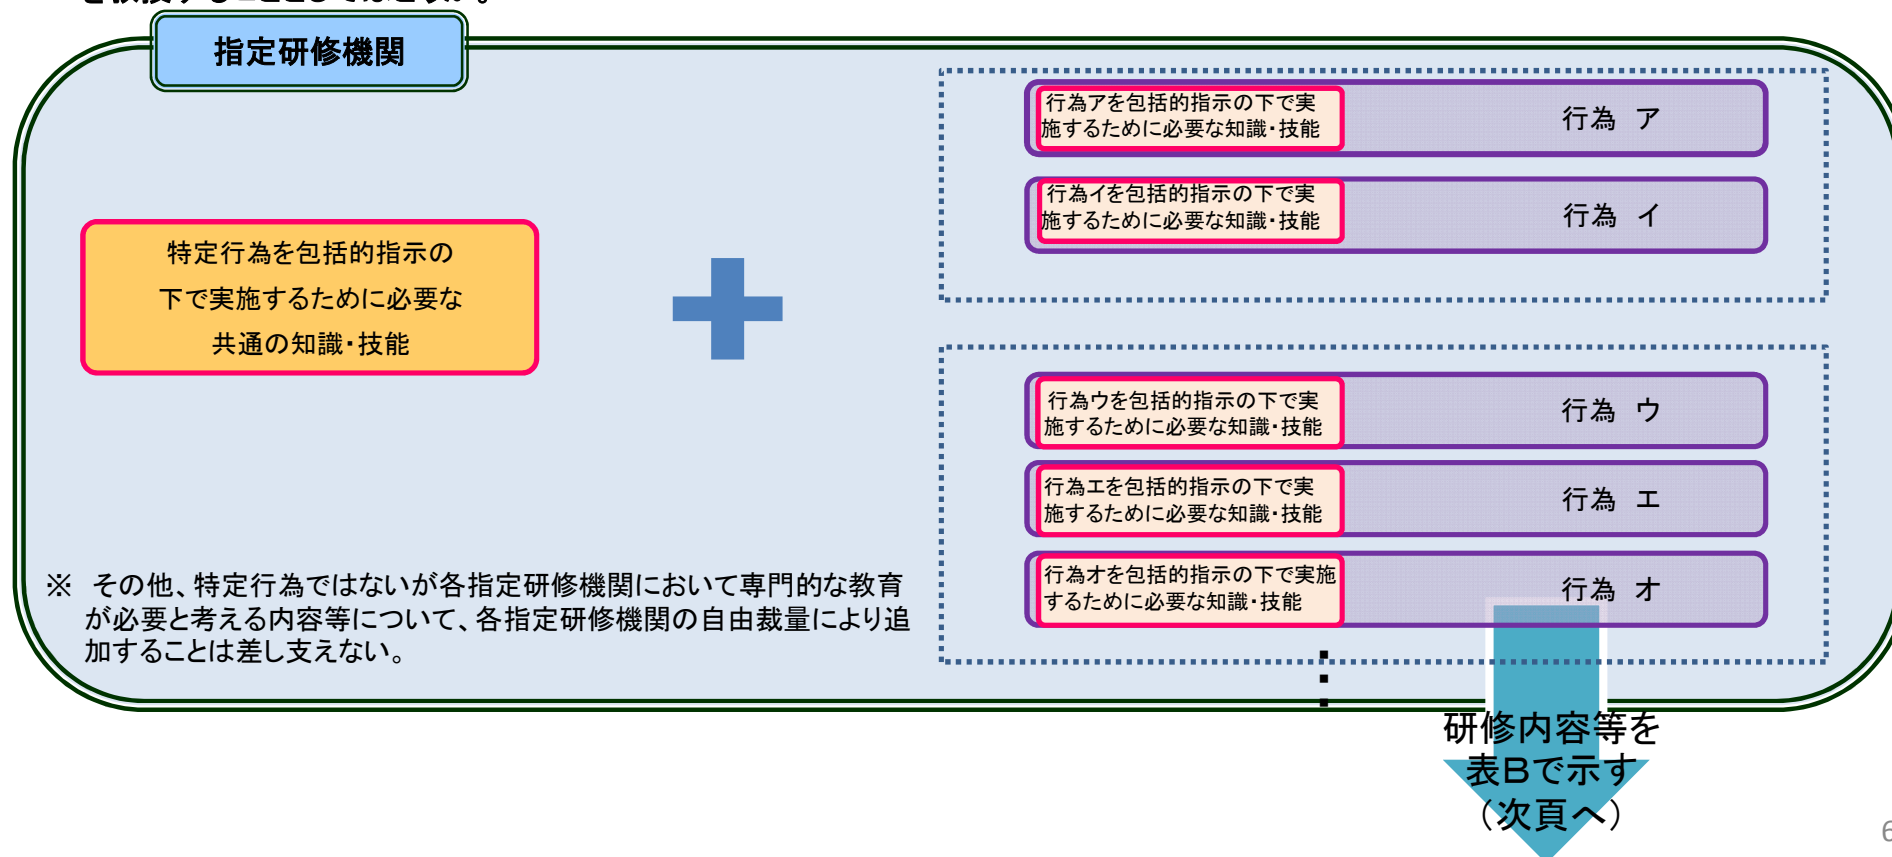 指定研修機関
行為アを包括的指示の下で実
施するために必要な知識・技能
行為 ア
行為イを包括的指示の下で実
施するために必要な知識・技能
行為 イ
特定行為を包括的指示の
下で実施するために必要な
共通の知識・技能
行為ウを包括的指示の下で実
施するために必要な知識・技能
行為 ウ
行為エを包括的指示の下で実
施するために必要な知識・技能
行為 エ
行為オを包括的指示の下で実施
するために必要な知識・技能
行為 オ
※ その他、特定行為ではないが各指定研修機関において専門的な教育
が必要と考える内容等について、各指定研修機関の自由裁量により追
加することは差し支えない。
研修内容等を
表Bで示す
(次頁へ)
6